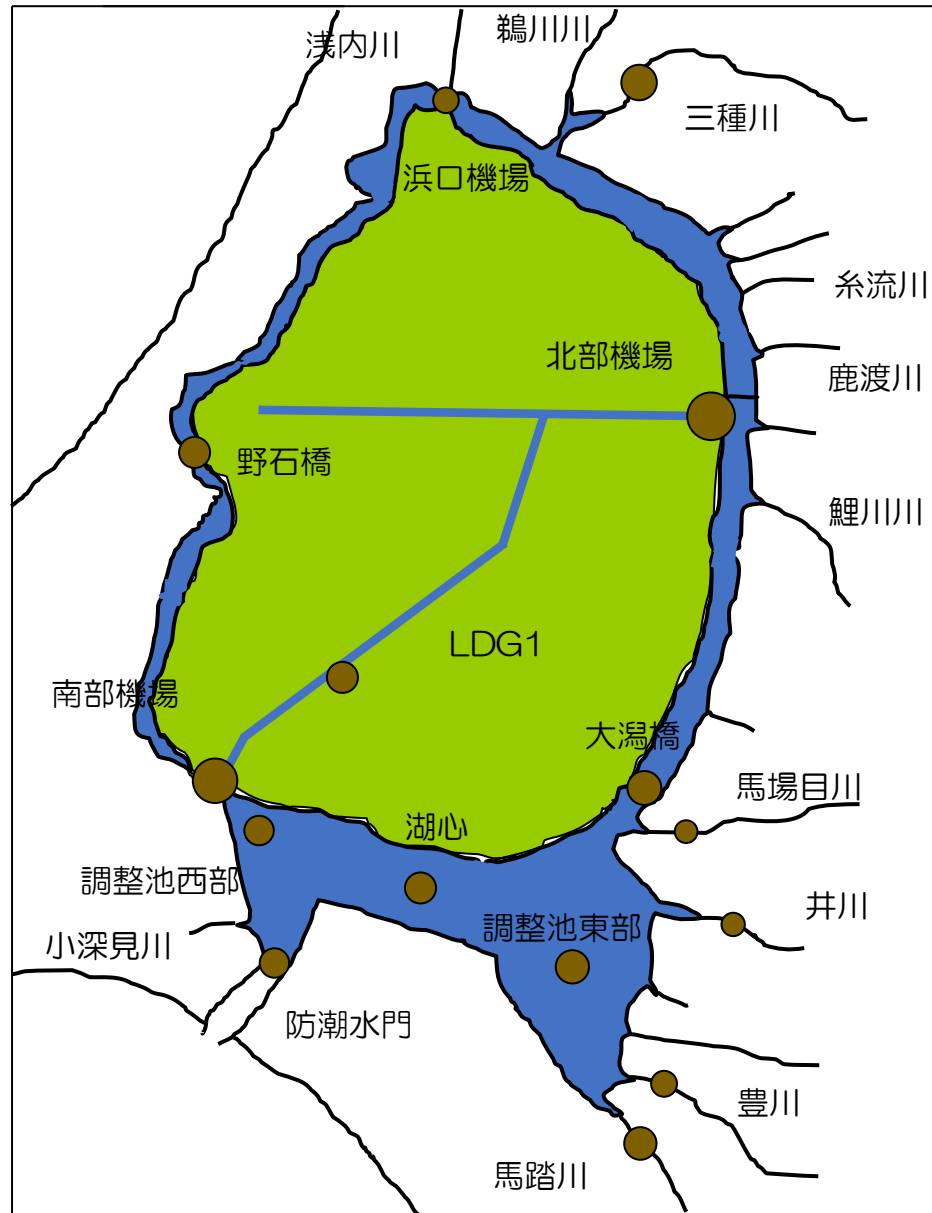 鵜川川
浅内川
三種川
浜口機場
糸流川
北部機場
鹿渡川
野石橋
鯉川川
LDG1
南部機場
大潟橋
馬場目川
湖心
調整池西部
井川
調整池東部
小深見川
防潮水門
豊川
馬踏川